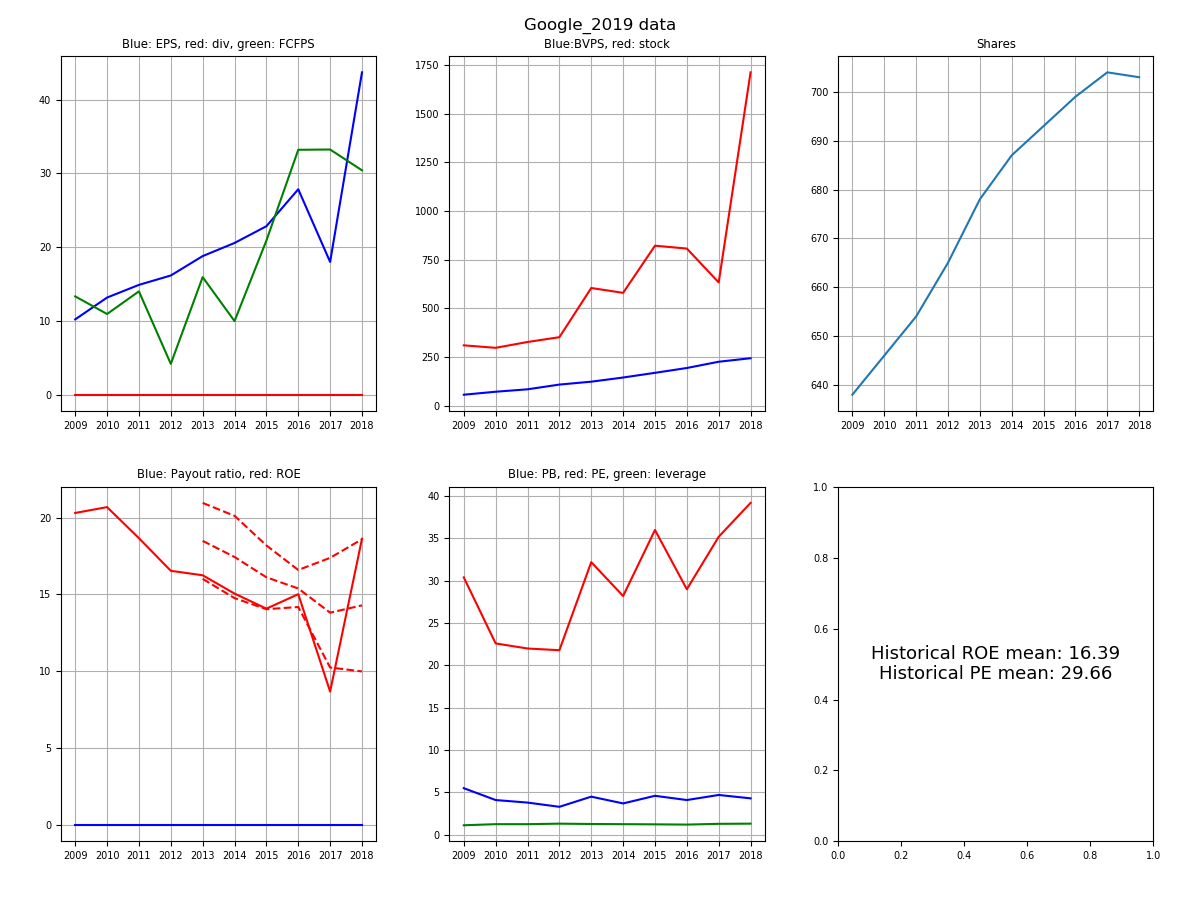 Google_2019 data
Blue: EPS, red: div, green: FCFPS
40
30
20
10
0
2009 2010 2011 2012 2013 2014 2015 2016 2017 2018
Blue:BVPS, red: stock
1750
1500
1250
1000
750
500
250
0
2009 2010 2011 2012 2013 2014 2015 2016 2017 2018
Shares
700
690
680
670
660
650
640
2009 2010 2011 2012 2013 2014 2015 2016 2017 2018
Blue: Payout ratio, red: ROE
20
15
10
5
0
2009 2010 2011 2012 2013 2014 2015 2016 2017 2018
Blue: PB, red: PE, green: leverage
40
35
30
25
20
15
10
5
0
2009 2010 2011 2012 2013 2014 2015 2016 2017 2018
1.0
0.8
0.6
0.4
0.2
0.0
Historical ROE mean: 16.39
Historical PE mean: 29.66
0.0 0.2 0.4 0.6 0.8 1.0